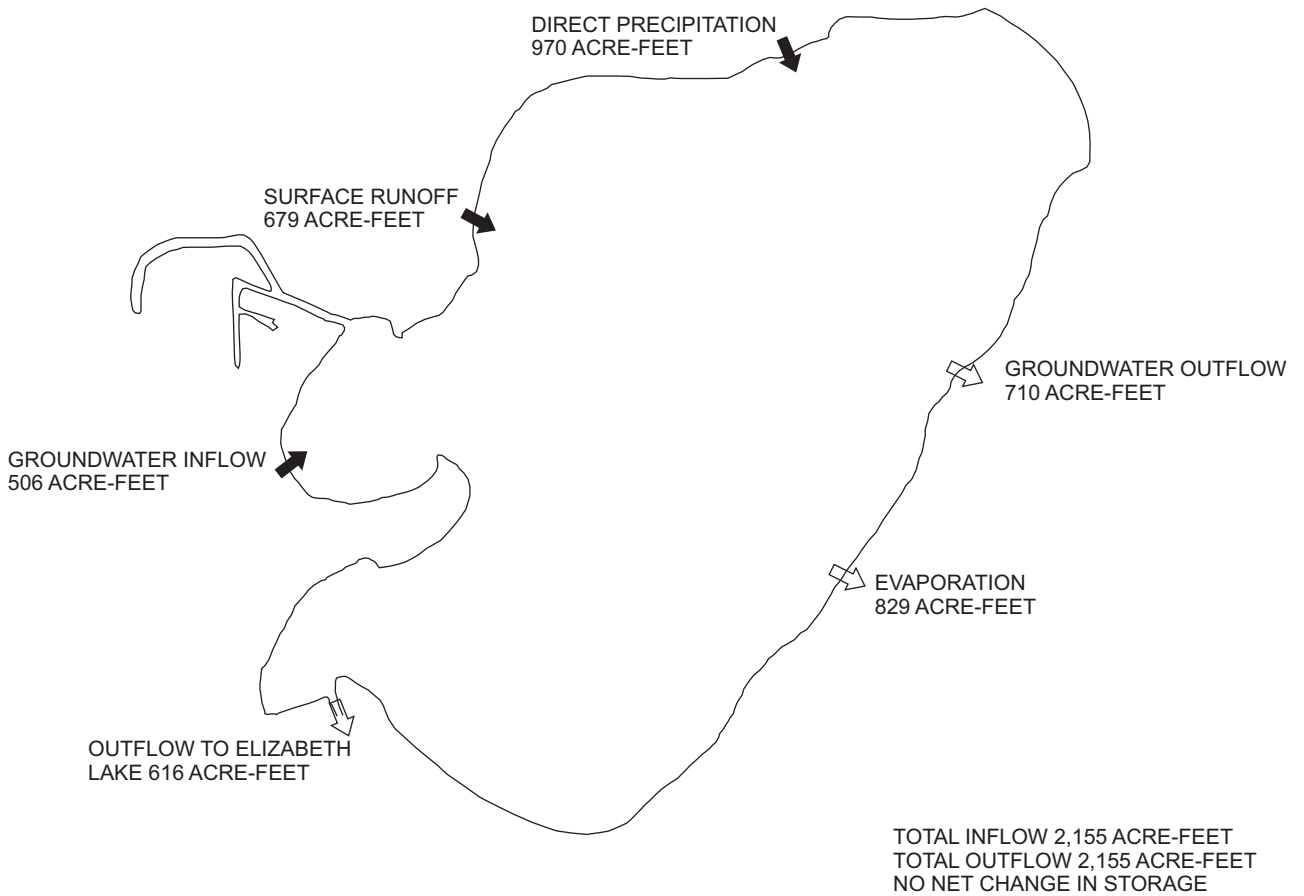 DIRECT PRECIPITATION
970 ACRE-FEET
SURFACE RUNOFF
679 ACRE-FEET
GROUNDWATER OUTFLOW
710 ACRE-FEET
GROUNDWATER INFLOW
506 ACRE-FEET
EVAPORATION
829 ACRE-FEET
OUTFLOW TO ELIZABETH
LAKE 616 ACRE-FEET
TOTAL INFLOW 2,155 ACRE-FEET
TOTAL OUTFLOW 2,155 ACRE-FEET
NO NET CHANGE IN STORAGE